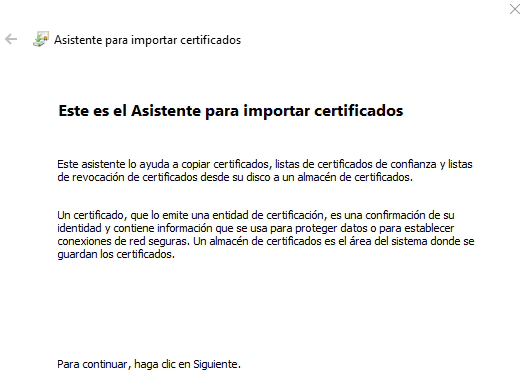 Asistente para importar certificados
Este es el Asistente para importar certificados
Este asistente lo ayuda a copiar certificados, listas de certificados de confianza y listas
de revocación de certificados desde su disco a un almacén de certificados.
Un certificado, que lo emite una entidad de certificación, es una confirmación de su
identidad y contiene información que se usa para proteger datos o para establecer
conexiones de red seguras. Un almacén de certificados es el área del sistema donde se
guardan los certificados.
Para continuar, haga clic en Siguiente.